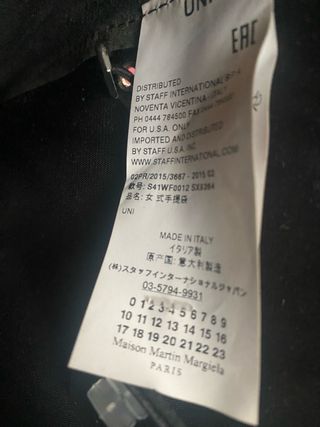 UNI
EAC
DISTRIBUTED
BY STAFF INTERNATIONAL S.P.A.
NOVENTA VICENTINA - ITALY
PH 0444 784500 FAX
FOR U.S.A. ONLY
IMPORTED AND DISTRIBUTED
BY STAFF U.S.A. INC.
WWW.STAFFINTERNATIONAL.COM
02PR/2015/3667 - 2015 02
款号: S41WF0012 SX8364
品名: 女式手提袋
UNI
MADE IN ITALY
イタリア製
原产国: 意大利製造
(株)スタッフインターナショナルジャパン
03-5794-9931
0 1 2 3 4 5 6 7 8 9
10 11 12 13 14 15 16
17 18 19 20 21 22 23
Maison Martin Margiela
PARIS